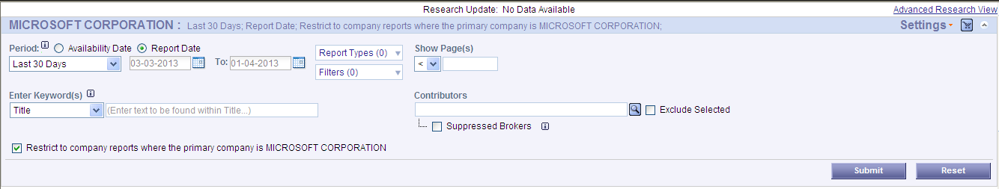 Research Update: No Data Available
Advanced Research View
MICROSOFT CORPORATION : Last 30 Days; Report Date; Restrict to company reports where the primary company is MICROSOFT CORPORATION;
Settings
Period: Availability Date Report Date
Last 30 Days 03-03-2013 To: 01-04-2013
Report Types (0)
Filters (0)
Show Page(s)
<
Enter Keyword(s)
Title (Enter text to be found within Title...)
Contributors
Exclude Selected
Suppressed Brokers
Restrict to company reports where the primary company is MICROSOFT CORPORATION
Submit Reset